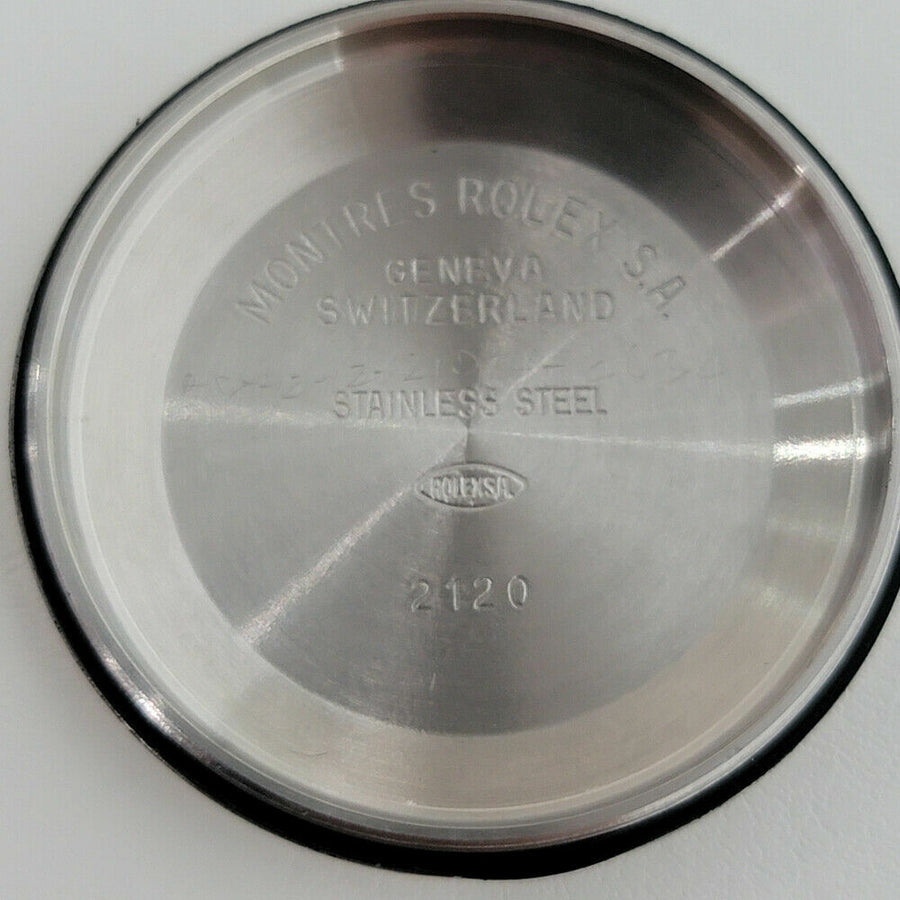 MONTRES ROLEX S.A.
GENEVA
SWITZERLAND
STAINLESS STEEL
ROLEX S.A.
2120